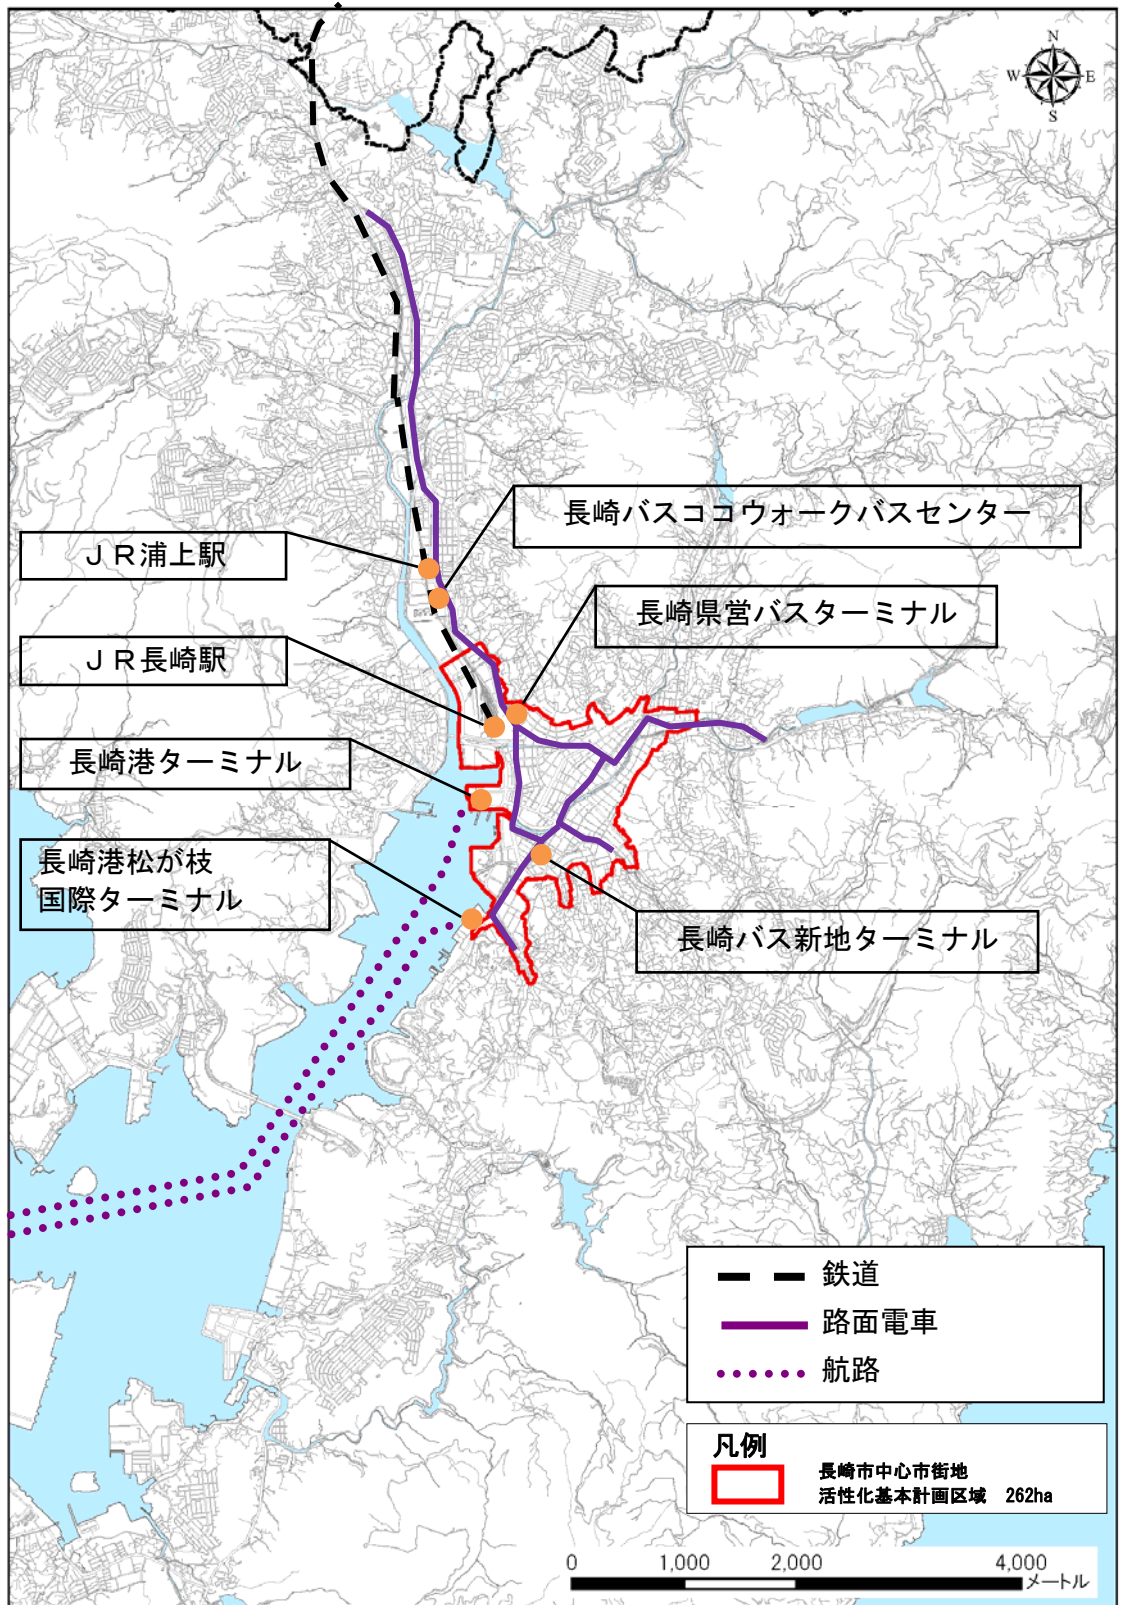 N
W E
S
長崎バスココウォークバスセンター
ＪＲ浦上駅
長崎県営バスターミナル
ＪＲ長崎駅
長崎港ターミナル
長崎港松が枝
国際ターミナル
長崎バス新地ターミナル
鉄道
路面電車
航路
凡例
長崎市中心市街地
活性化基本計画区域 262ha
0 1,000 2,000 4,000
メートル